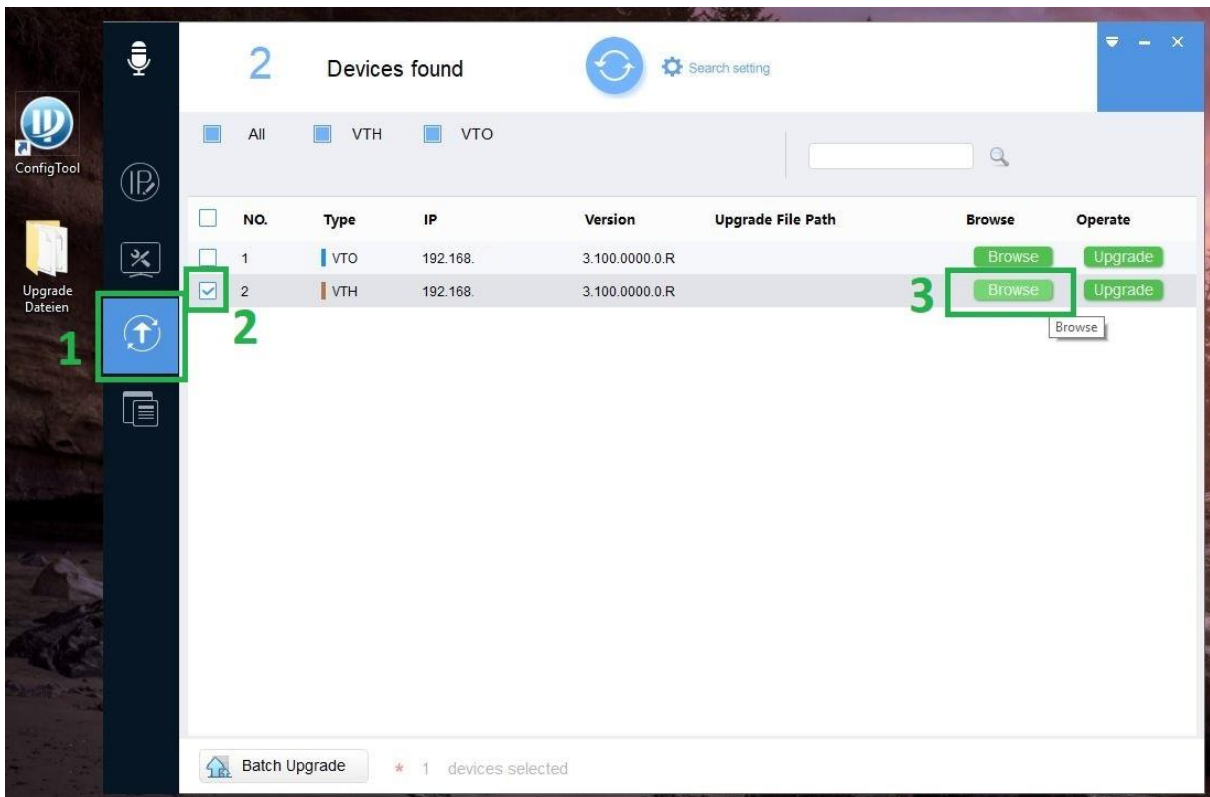 2 Devices found Search setting
All VTH VTO
ConfigTool
IP
NO. Type IP Version Upgrade File Path Browse Operate
1 VTO 192.168. 3.100.0000.0.R Browse Upgrade
2 VTH 192.168. 3.100.0000.0.R 3 Browse Upgrade
Upgrade
Dateien
1 2
Browse
Batch Upgrade * 1 devices selected